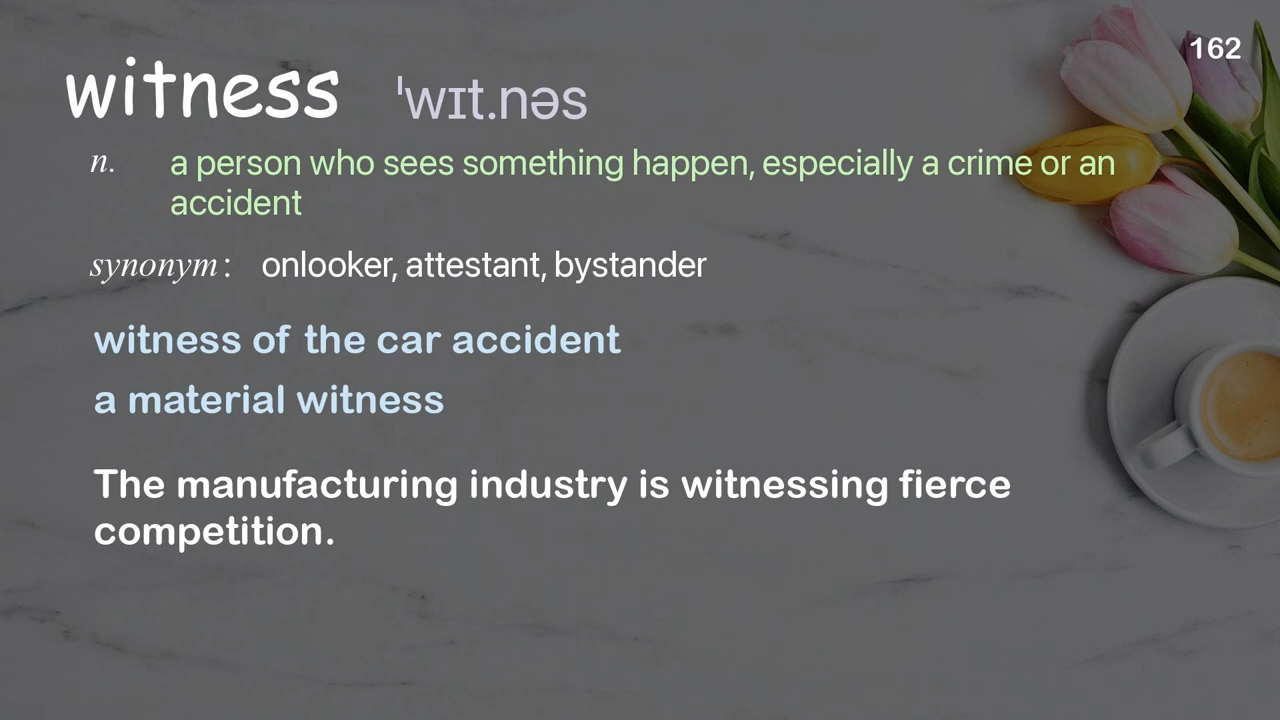 162
witness ˈwɪt.nəs
n. a person who sees something happen, especially a crime or an
accident
synonym : onlooker, attestant, bystander
witness of the car accident
a material witness
The manufacturing industry is witnessing fierce
competition.